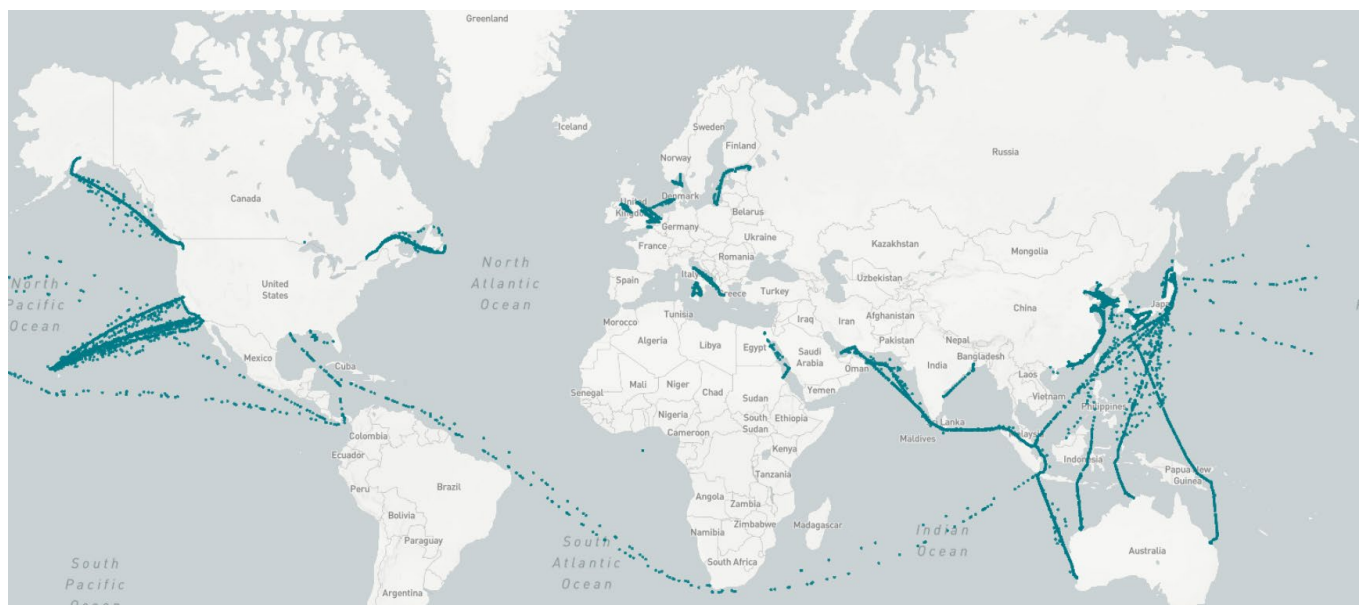 Greenland
Iceland
Sweden
Finland
Norway
Russia
Canada
United
Kingdom
Denmark
Belarus
Germany
Ukraine
France
Kazakhstan
Mongolia
Romania
North
Atlantic
Ocean
North
Pacific
Ocean
United
States
Spain
Italy
Greece
Turkey
Uzbekistan
China
Tunisia
Morocco
Iraq
Iran
Afghanistan
Pakistan
Nepal
Algeria
Libya
Egypt
Saudi
Arabia
Oman
India
Bangladesh
Mexico
Cuba
Laos
Vietnam
Philippines
Senegal
Mali
Niger
Chad
Sudan
Yemen
Nigeria
South
Sudan
Ethiopia
Cameroon
Lanka
Maldives
Colombia
Ecuador
Kenya
Tanzania
Indonesia
Papua New
Guinea
Peru
Brazil
Angola
Zambia
Bolivia
Zimbabwe
Madagascar
Namibia
Indian
Ocean
Paraguay
South
Atlantic
Ocean
South Africa
Australia
South
Pacific
Ocean
Argentina